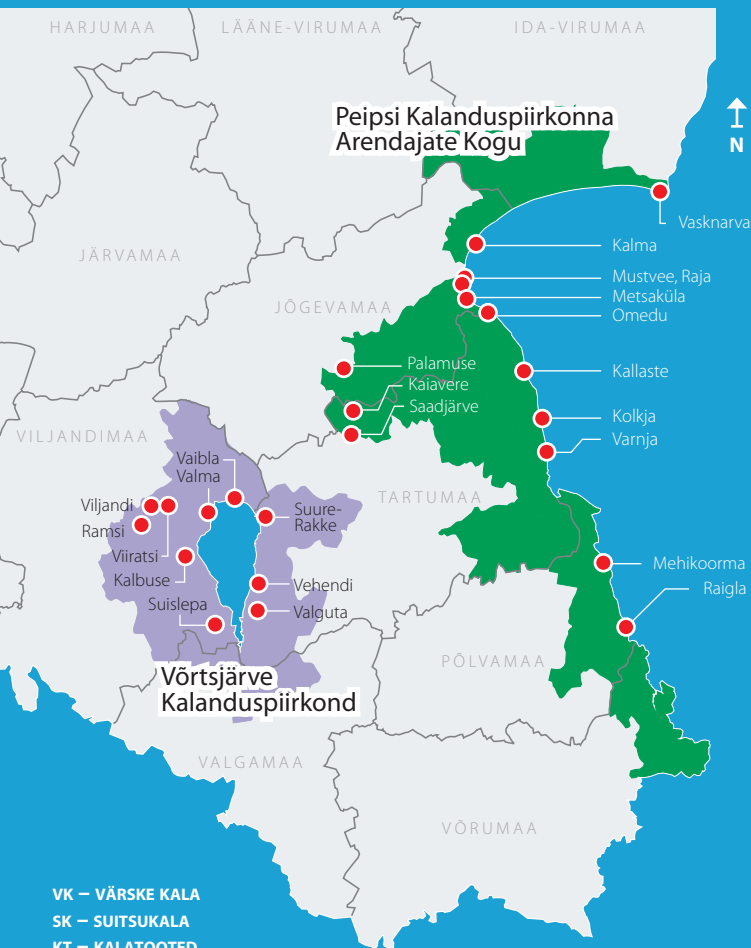 HARJUMAA
LÄÄNE-VIRUMAA
IDA-VIRUMAA
Peipsi Kalanduspiirkonna
Arendajate Kogu
N
Vasknarva
Kalma
JÄRVAMAA
Mustvee, Raja
Metsaküla
JÕGEVAMAA
Omedu
Palamuse
Kallaste
Kaiavere
Saadjärve
Kolkja
VILJANDIMAA
Varnja
Vaibla
Valma
TARTUMAA
Viljandi
Suure-
Rakke
Ramsi
Viiratsi
Mehikoorma
Kalbuse
Vehendi
Raigla
Suislepa
Valguta
PÕLVAMAA
Võrtsjärve
Kalanduspiirkond
VALGAMAA
VÕRUMAA
VK – VÄRSKE KALA
SK – SUITSUKALA
KT – KALATOOTED